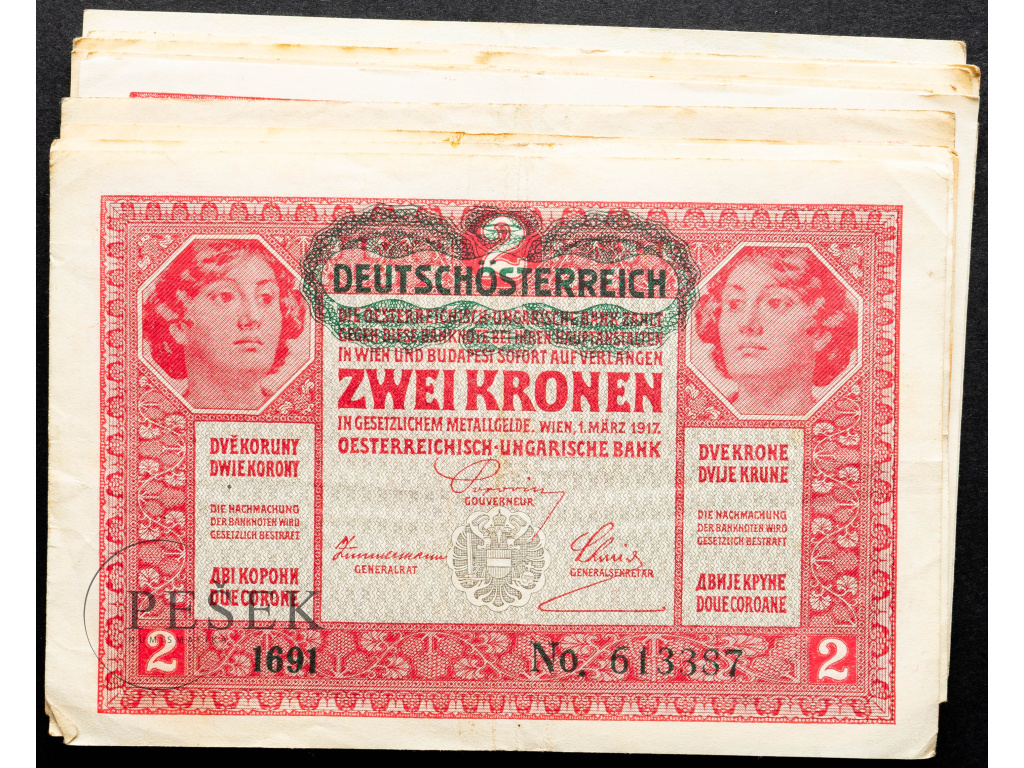 2
DEUTSCHÖSTERREICH
DIE OESTERREICHISCH-UNGARISCHE BANK ZAHLT
GEGEN DIESE BANKNOTE BEI IHREN HAUPTANSTALTEN
IN WIEN UND BUDAPEST SOFORT AUF VERLANGEN
ZWEI KRONEN
IN GESETZLICHEM METALLGELDE. WIEN, 1. MÄRZ 1917.
OESTERREICHISCH-UNGARISCHE BANK
GOUVERNEUR
Zimmermann
GENERALRAT
GENERALSEKRETÄR
DVĚ KORUNY
DWIE KORONY
DIE NACHMACHUNG
DER BANKNOTEN WIRD
GESETZLICH BESTRAFT
ДВІ КОРОНИ
DUE CORONE
DVE KRONE
DVIJE KRUNE
DIE NACHMACHUNG
DER BANKNOTEN WIRD
GESETZLICH BESTRAFT
ДВИЈЕ КРУНЕ
DOUE COROANE
PEŠEK
NUMISMATIKA
2
1691
No. 613387
2